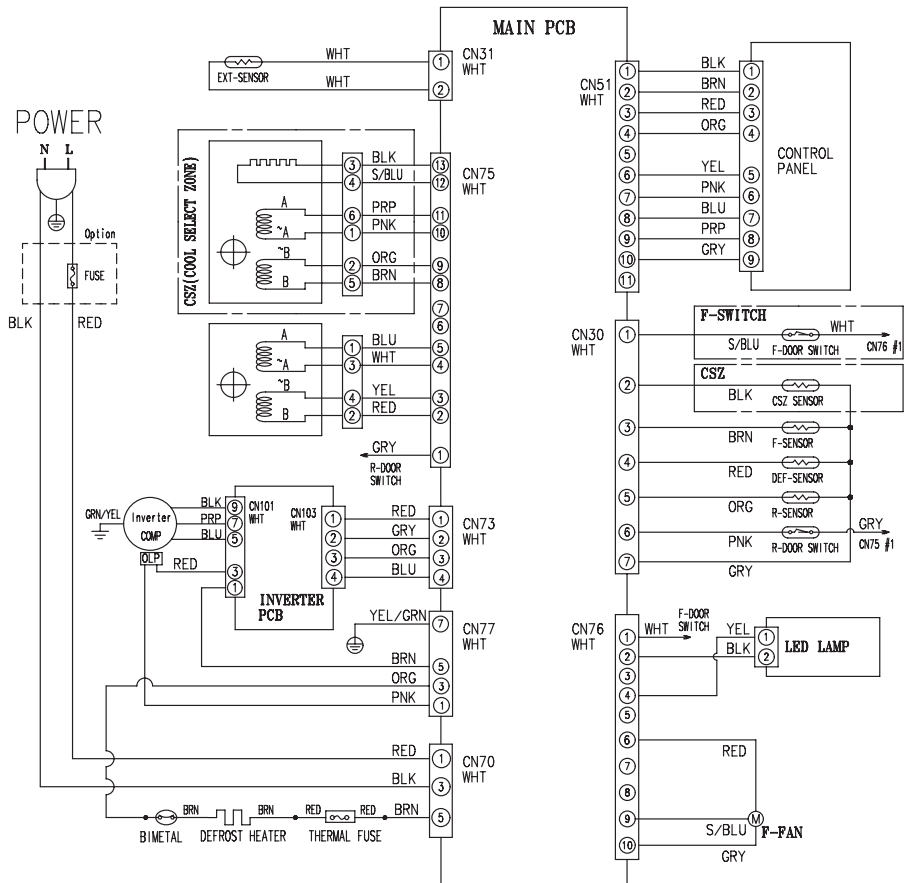 MAIN PCB
POWER
N L
Option
FUSE
BLK
RED
WHT
EXT-SENSOR
WHT
1
2
CN31
WHT
CSZ(COOL SELECT ZONE)
A
~A
~B
B
3 BLK 13
4 S/BLU 12
6 PRP 11
1 PNK 10
2 ORG 9
5 BRN 8
7
6
CN75
WHT
A
~A
~B
B
1 BLU 5
3 WHT 4
4 YEL 3
2 RED 2
GRY 1
R-DOOR
SWITCH
GRN/YEL
Inverter
COMP
OLP
BLK 9
PRP 7
BLU 5
RED 3
1
CN101
WHT
CN103
WHT
INVERTER
PCB
1 RED 1
2 GRY 2
3 ORG 3
4 BLU 4
CN73
WHT
YEL/GRN 7
BRN 5
ORG 3
PNK 1
CN77
WHT
RED 1
BLK 3
BRN 5
CN70
WHT
BRN BRN RED RED
BIMETAL DEFROST HEATER THERMAL FUSE
CN51
WHT
1 BLK 1
2 BRN 2
3 RED 3
4 ORG 4
5
6 YEL 5
7 PNK 6
8 BLU 7
9 PRP 8
10 GRY 9
11
CONTROL
PANEL
CN30
WHT
F-SWITCH
1 S/BLU F-DOOR SWITCH WHT CN76 #1
CSZ
2 BLK CSZ SENSOR
3 BRN F-SENSOR
4 RED DEF-SENSOR
5 ORG R-SENSOR
6 PNK R-DOOR SWITCH GRY CN75 #1
7 GRY
CN76
WHT
1 WHT
F-DOOR
SWITCH
2
3
4
5
6
7
8
9
10
YEL 1
BLK 2
LED LAMP
RED
S/BLU
GRY
M
F-FAN